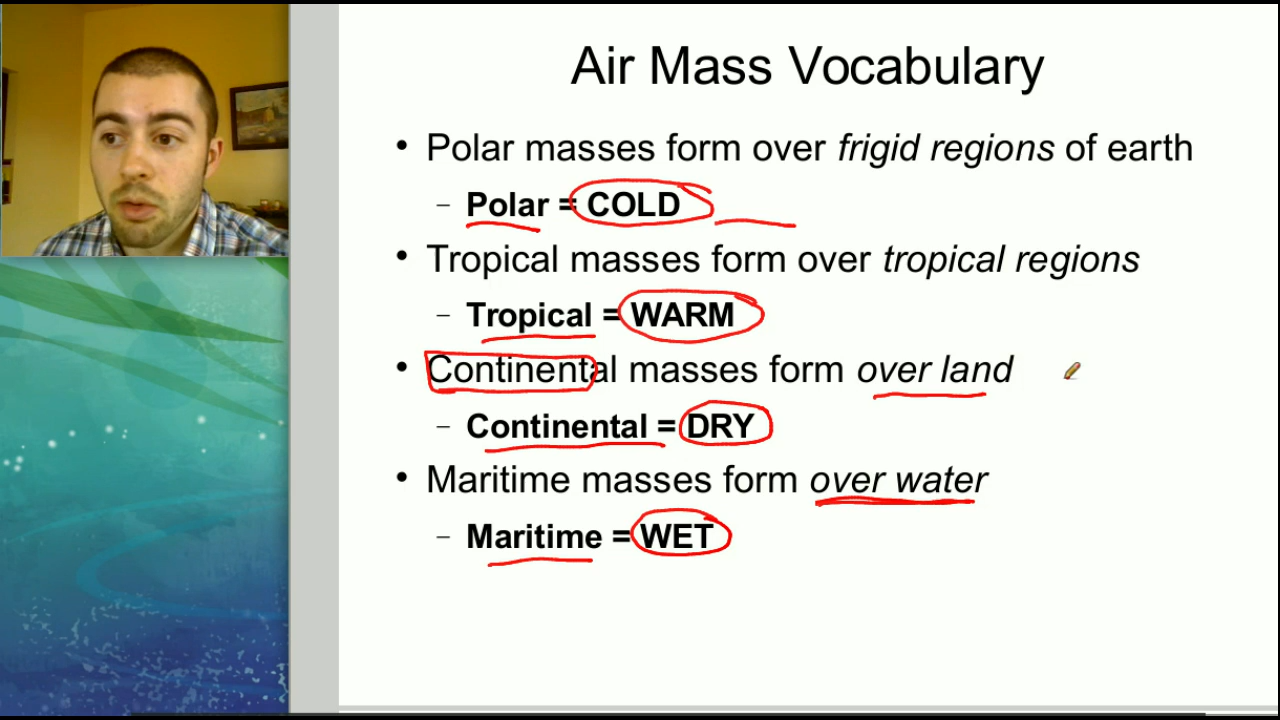 Air Mass Vocabulary
• Polar masses form over frigid regions of earth
– Polar = COLD
• Tropical masses form over tropical regions
– Tropical = WARM
• Continental masses form over land
– Continental = DRY
• Maritime masses form over water
– Maritime = WET